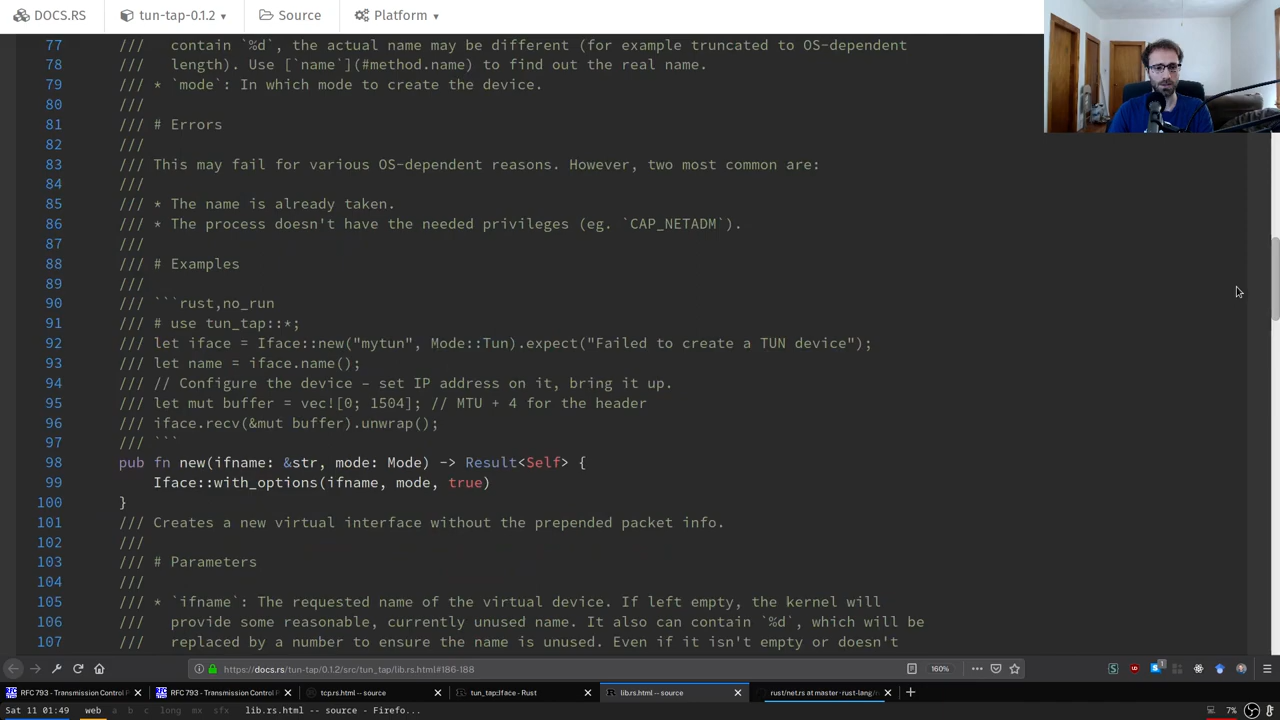 DOCS.RS
tun-tap-0.1.2
Source
Platform
77 /// contain `%d`, the actual name may be different (for example truncated to OS-dependent
78 /// length). Use [`name`](#method.name) to find out the real name.
79 /// * `mode`: In which mode to create the device.
80 ///
81 /// # Errors
82 ///
83 /// This may fail for various OS-dependent reasons. However, two most common are:
84 ///
85 /// * The name is already taken.
86 /// * The process doesn't have the needed privileges (eg. `CAP_NETADM`).
87 ///
88 /// # Examples
89 ///
90 /// ```rust,no_run
91 /// # use tun_tap::*;
92 /// let iface = Iface::new("mytun", Mode::Tun).expect("Failed to create a TUN device");
93 /// let name = iface.name();
94 /// // Configure the device – set IP address on it, bring it up.
95 /// let mut buffer = vec![0; 1504]; // MTU + 4 for the header
96 /// iface.recv(&mut buffer).unwrap();
97 /// ```
98 pub fn new(ifname: &str, mode: Mode) -> Result<Self> {
99 Iface::with_options(ifname, mode, true)
100 }
101 /// Creates a new virtual interface without the prepended packet info.
102 ///
103 /// # Parameters
104 ///
105 /// * `ifname`: The requested name of the virtual device. If left empty, the kernel will
106 /// provide some reasonable, currently unused name. It also can contain `%d`, which will be
107 /// replaced by a number to ensure the name is unused. Even if it isn't empty or doesn't
https://docs.rs/tun-tap/0.1.2/src/tun_tap/lib.rs.html#186-188
160%
RFC 793 - Transmission Control P
RFC 793 - Transmission Control P
tcp.rs.html -- source
tun_tap::Iface - Rust
lib.rs.html -- source
rust/net.rs at master · rust-lang/r
Sat 11 01:49 web a b c long mx sfx lib.rs.html -- source - Firefo...
7%